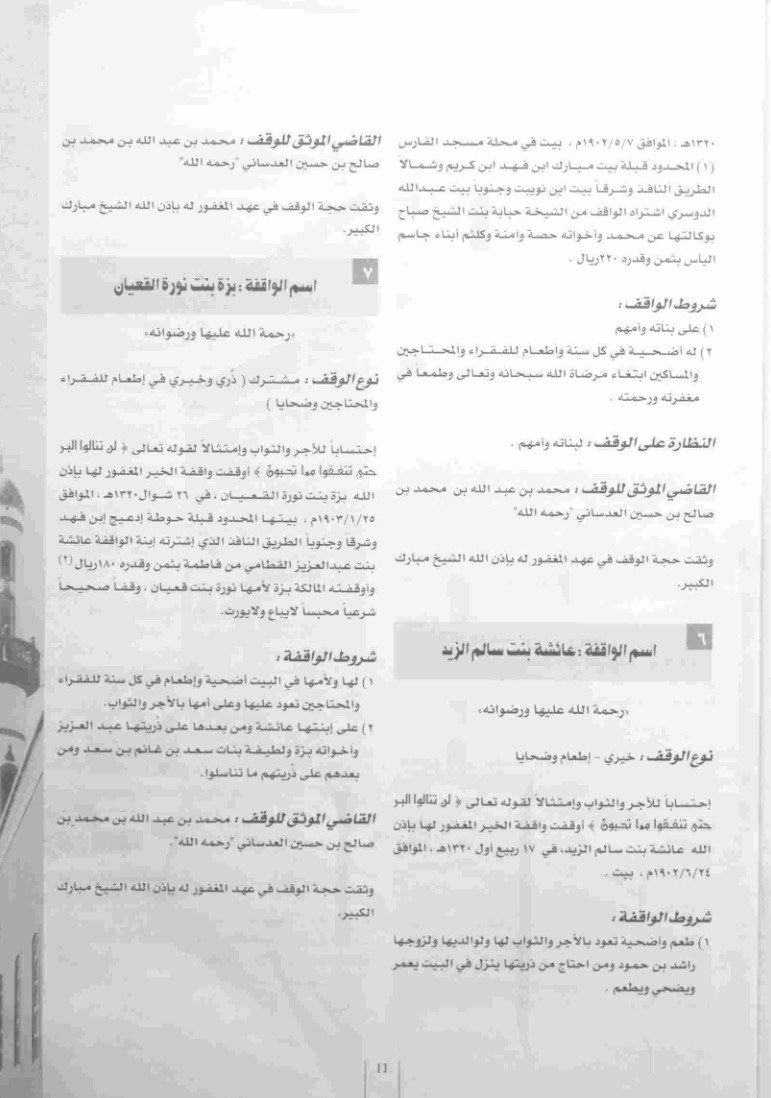 ١٣٢٠هـ ، الموافق ١٩٠٢/٥/٧م ، بيت في محلة مسجد الفارس
(١) المحدود قبلة بيت مبارك ابن فهد ابن كريم وشمالاً
الطريق النافذ وشرقاً بيت ابن نويبت وجنوباً بيت عبدالله
الدوسري اشتراه الواقف من الشيخة حبابة بنت الشيخ صباح
بوكالتها عن محمد وأخواته حصة وأمنة وكلثم أبناء جاسم
الياس بثمن وقدره ٢٢٠ريال .
شروط الواقف :
١) على بناته وأمهم
٢) له أضحية في كل سنة واطعام للفقراء والمحتاجين
والمساكين ابتغاء مرضاة الله سبحانه وتعالى وطمعاً في
مغفرته ورحمته .
النظارة على الوقف : لبناته وأمهم .
القاضي الموثق للوقف : محمد بن عبد الله بن محمد بن
صالح بن حسين العدساني "رحمه الله"
وثقت حجة الوقف في عهد المغفور له بإذن الله الشيخ مبارك
الكبير.
٦
اسم الواقفة : عائشة بنت سالم الزيد
«رحمة الله عليها ورضوانه»
نوع الوقف : خيري - إطعام وضحايا
إحتساباً للأجر والثواب وإمتثالاً لقوله تعالى ﴿ لن تنالوا البر
حتى تنفقوا مما تحبون ﴾ أوقفت واقفة الخير المغفور لها بإذن
الله عائشة بنت سالم الزيد، في ١٧ ربيع أول ١٣٢٠هـ ، الموافق
١٩٠٢/٦/٢٤م ، بيت .
شروط الواقفة :
١) طعم وأضحية تعود بالأجر والثواب لها ولوالديها ولزوجها
راشد بن حمود ومن احتاج من ذريتها ينزل في البيت يعمر
ويضحي ويطعم .
القاضي الموثق للوقف : محمد بن عبد الله بن محمد بن
صالح بن حسين العدساني "رحمه الله"
وثقت حجة الوقف في عهد المغفور له بإذن الله الشيخ مبارك
الكبير.
٧
اسم الواقفة : بزة بنت نورة القعيان
«رحمة الله عليها ورضوانه»
نوع الوقف : مشترك ( ذُري وخيري في إطعام للفقراء
والمحتاجين وضحايا )
إحتساباً للأجر والثواب وإمتثالاً لقوله تعالى ﴿ لن تنالوا البر
حتى تنفقوا مما تحبون ﴾ أوقفت واقفة الخير المغفور لها بإذن
الله بزة بنت نورة القعيان ، في ٢٦ شوال ١٣٢٠هـ ، الموافق
١٩٠٣/١/٢٥م ، بيتها المحدود قبلة حوطة إدعيج إبن فهد
وشرقاً وجنوباً الطريق النافذ الذي إشترته إبنة الواقفة عائشة
بنت عبدالعزيز القطامي من فاطمة بثمن وقدره ١٨٠ريال (٢)
وأوقفته المالكة بزة لأمها نورة بنت قعيان ، وقفاً صحيحاً
شرعياً محبساً لايباع ولايورث.
شروط الواقفة :
١) لها ولأمها في البيت أضحية وإطعام في كل سنة للفقراء
والمحتاجين تعود عليها وعلى أمها بالأجر والثواب.
٢) على إبنتها عائشة ومن بعدها على ذُريتها عبد العزيز
وأخواته بزة ولطيفة بنات سعد بن غانم بن سعد ومن
بعدهم على ذُريتهم ما تناسلوا.
القاضي الموثق للوقف : محمد بن عبد الله بن محمد بن
صالح بن حسين العدساني "رحمه الله".
وثقت حجة الوقف في عهد المغفور له بإذن الله الشيخ مبارك
الكبير.
١١